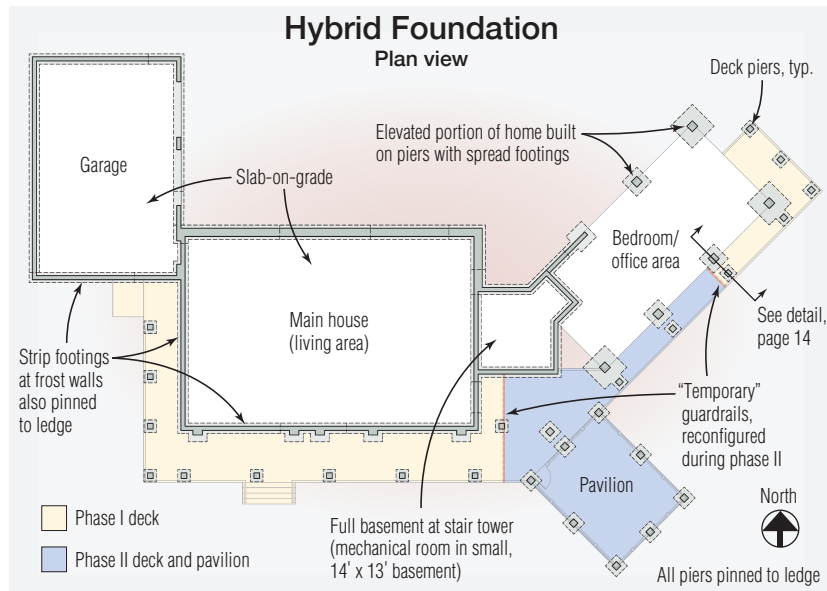 Hybrid Foundation
Plan view
Deck piers, typ.
Elevated portion of home built
on piers with spread footings
Garage
Slab-on-grade
Bedroom/
office area
Main house
(living area)
See detail,
page 14
Strip footings
at frost walls
also pinned
to ledge
“Temporary”
guardrails,
reconfigured
during phase II
Pavilion
North
Phase I deck
Phase II deck and pavilion
Full basement at stair tower
(mechanical room in small,
14' x 13' basement)
All piers pinned to ledge